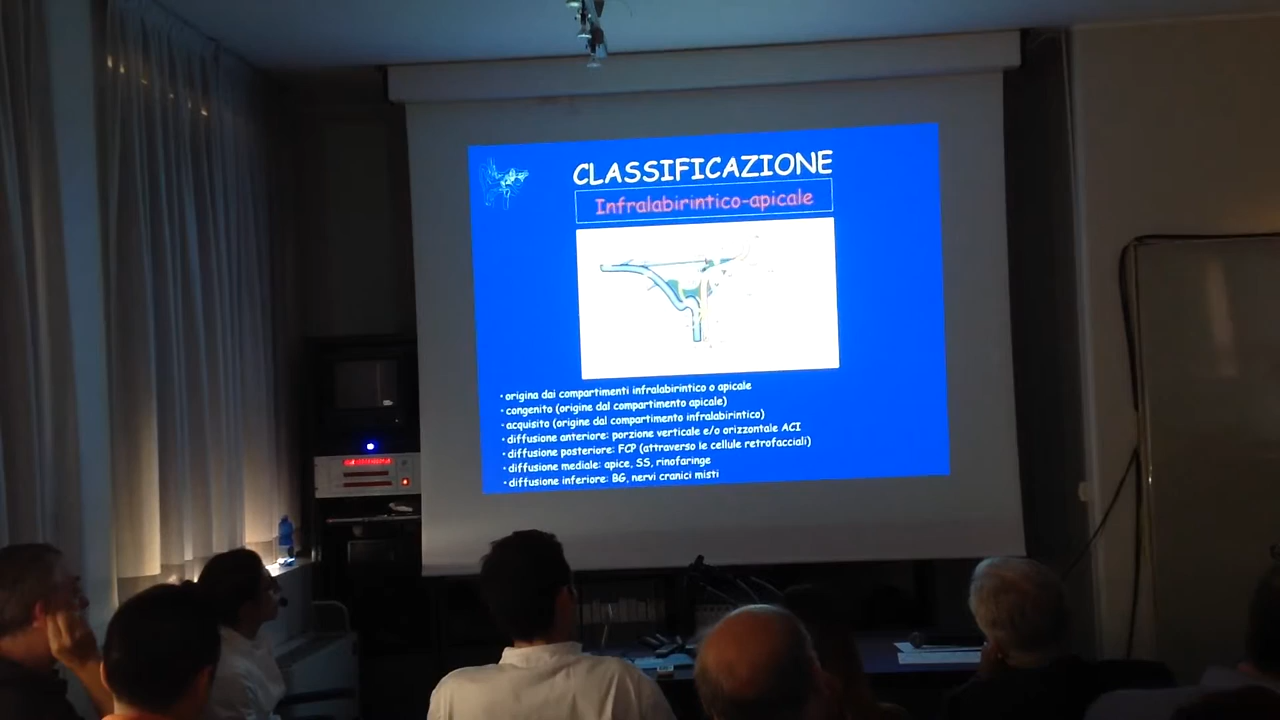 CLASSIFICAZIONE
Infralabirintico-apicale
• origina dai compartimenti infralabirintico o apicale
• congenito (origine dal compartimento apicale)
• acquisito (origine dal compartimento infralabirintico)
• diffusione anteriore: porzione verticale e/o orizzontale ACI
• diffusione posteriore: FCP (attraverso le cellule retrofacciali)
• diffusione mediale: apice, SS, rinofaringe
• diffusione inferiore: BG, nervi cranici misti